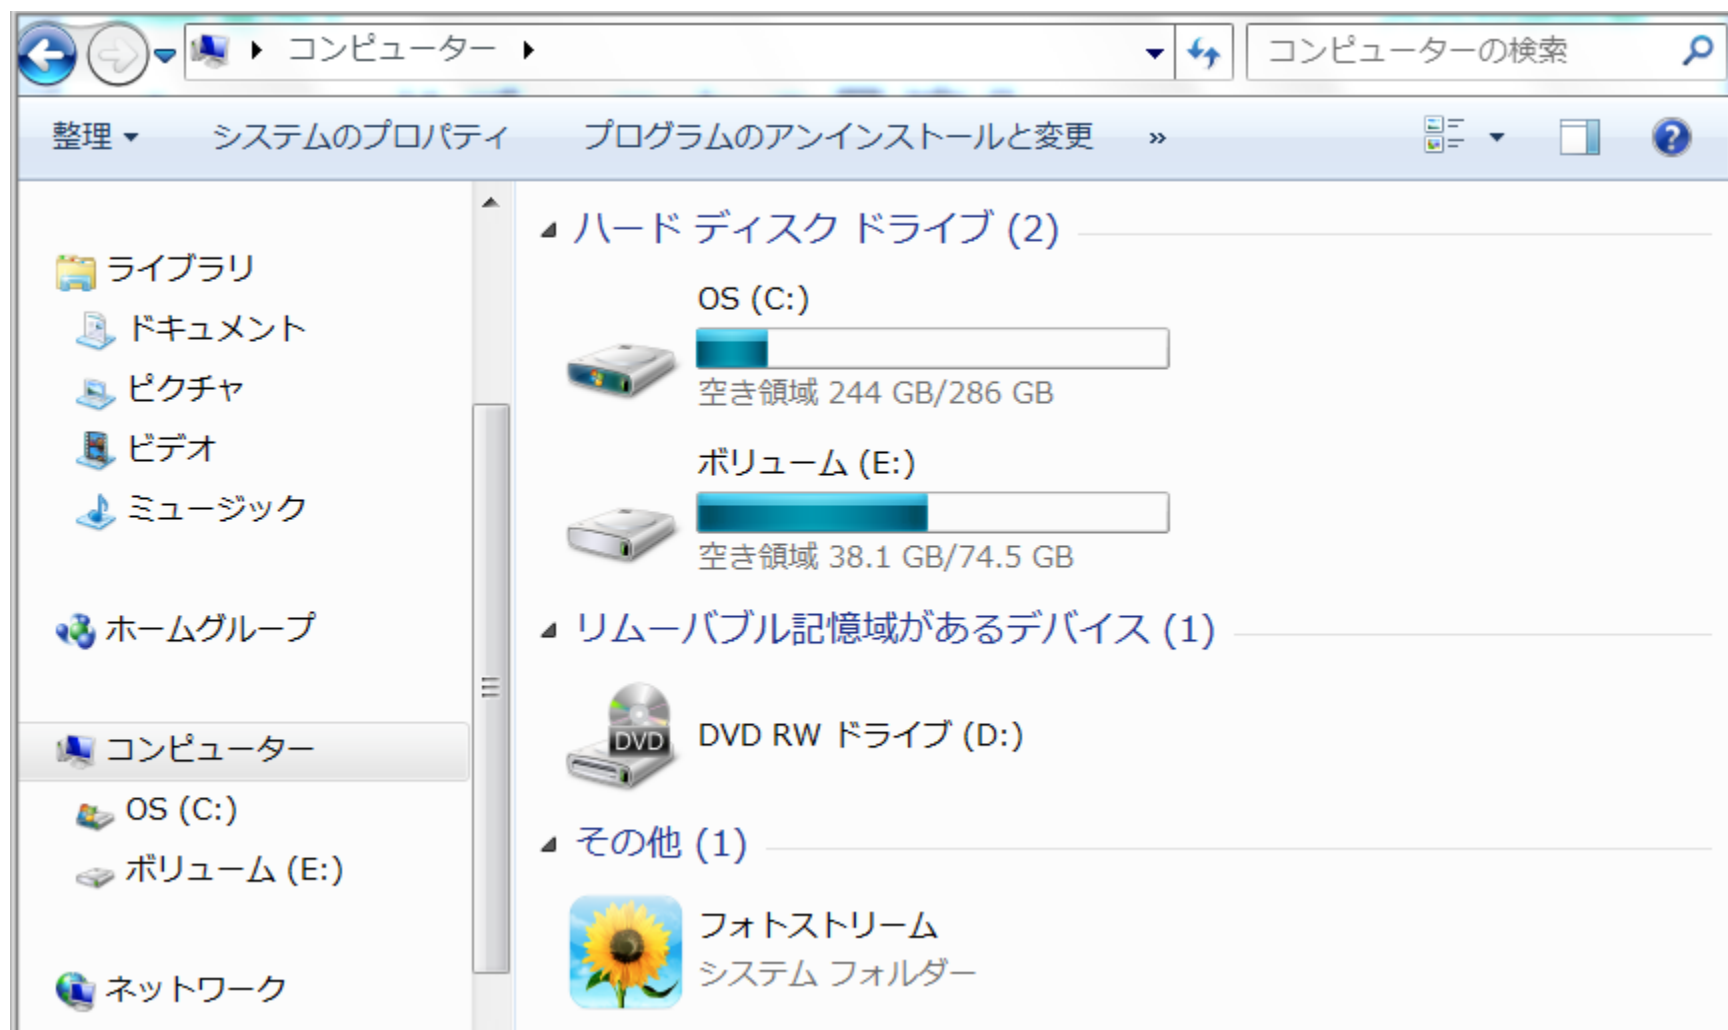 コンピューター
コンピューターの検索
整理 システムのプロパティ プログラムのアンインストールと変更 »
ライブラリ
ドキュメント
ピクチャ
ビデオ
ミュージック
ホームグループ
コンピューター
OS (C:)
ボリューム (E:)
ネットワーク
ハード ディスク ドライブ (2)
OS (C:)
空き領域 244 GB/286 GB
ボリューム (E:)
空き領域 38.1 GB/74.5 GB
リムーバブル記憶域があるデバイス (1)
DVD
DVD RW ドライブ (D:)
その他 (1)
フォトストリーム
システム フォルダー